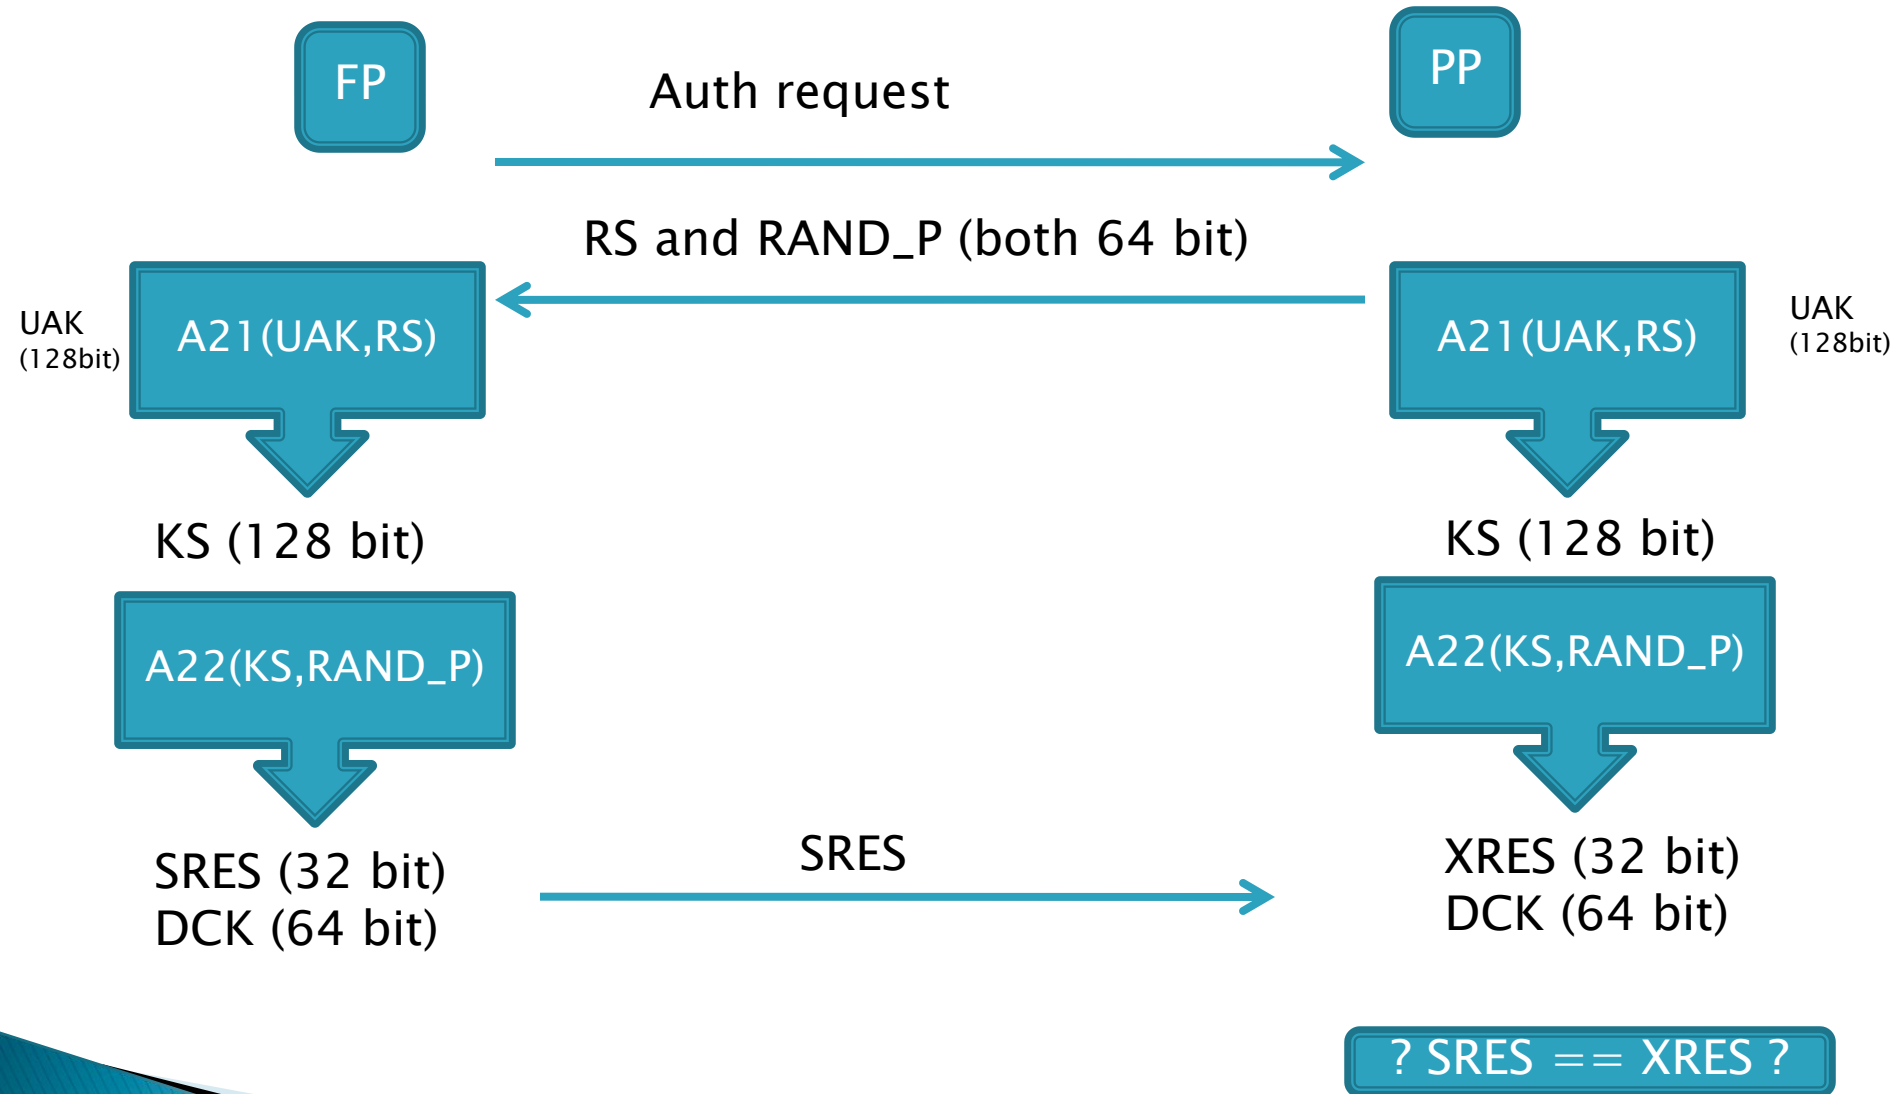 FP
Auth request
PP
RS and RAND_P (both 64 bit)
UAK
(128bit)
A21(UAK,RS)
A21(UAK,RS)
UAK
(128bit)
KS (128 bit)
KS (128 bit)
A22(KS,RAND_P)
A22(KS,RAND_P)
SRES (32 bit)
DCK (64 bit)
SRES
XRES (32 bit)
DCK (64 bit)
? SRES == XRES ?